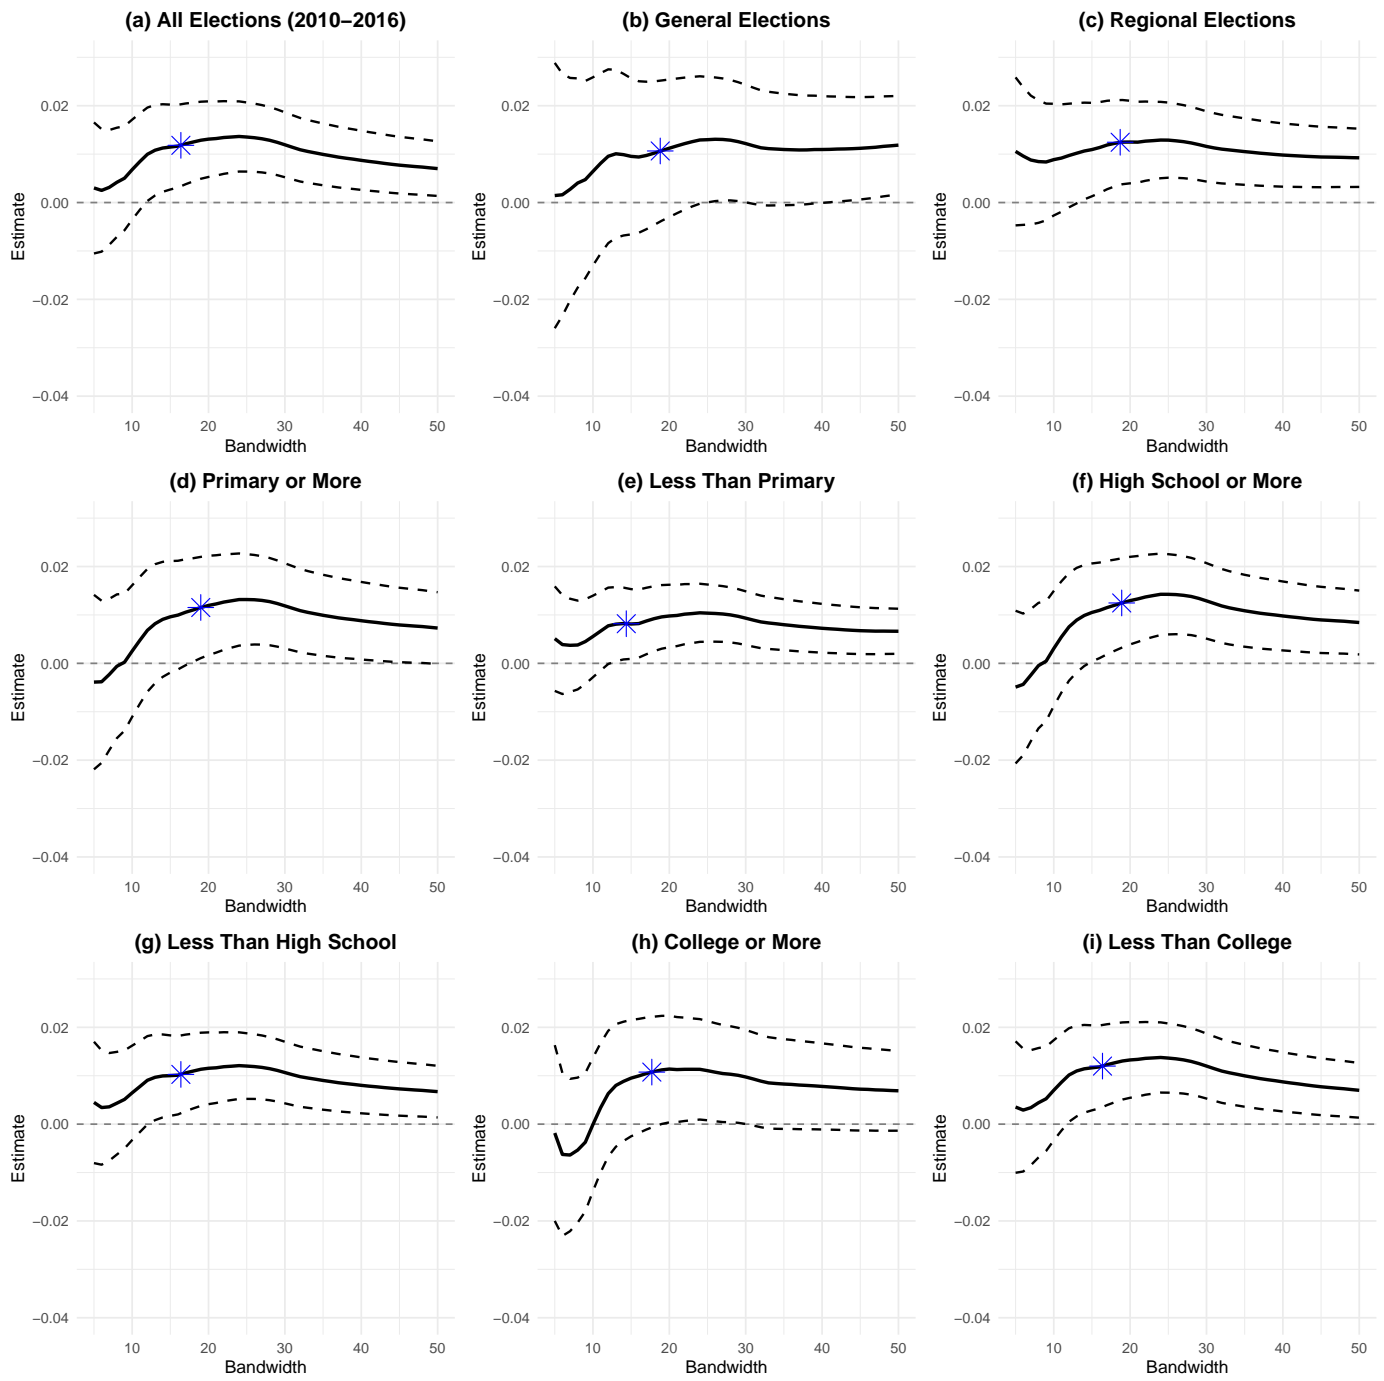 (a) All Elections (2010–2016)
(b) General Elections
(c) Regional Elections
0.02
0.00
−0.02
−0.04
Estimate
10 20 30 40 50
Bandwidth
0.02
0.00
−0.02
−0.04
Estimate
10 20 30 40 50
Bandwidth
0.02
0.00
−0.02
−0.04
Estimate
10 20 30 40 50
Bandwidth
(d) Primary or More
(e) Less Than Primary
(f) High School or More
0.02
0.00
−0.02
−0.04
Estimate
10 20 30 40 50
Bandwidth
0.02
0.00
−0.02
−0.04
Estimate
10 20 30 40 50
Bandwidth
0.02
0.00
−0.02
−0.04
Estimate
10 20 30 40 50
Bandwidth
(g) Less Than High School
(h) College or More
(i) Less Than College
0.02
0.00
−0.02
−0.04
Estimate
10 20 30 40 50
Bandwidth
0.02
0.00
−0.02
−0.04
Estimate
10 20 30 40 50
Bandwidth
0.02
0.00
−0.02
−0.04
Estimate
10 20 30 40 50
Bandwidth